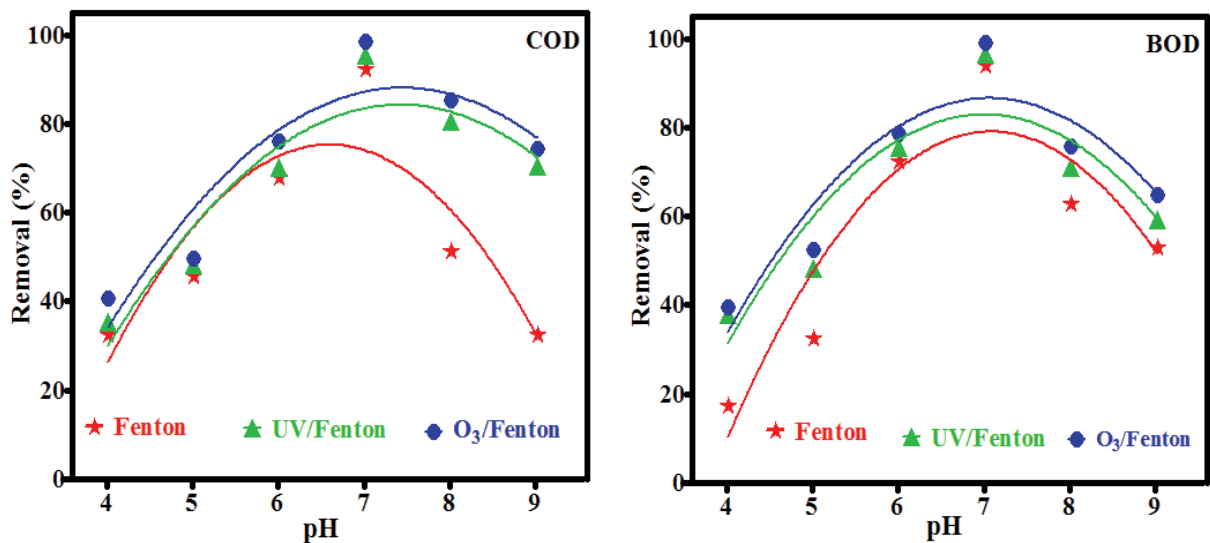 COD
100
80
60
40
20
0
Removal (%)
Fenton
UV/Fenton
O₃/Fenton
4 5 6 7 8 9
pH
BOD
100
80
60
40
20
0
Removal (%)
Fenton
UV/Fenton
O₃/Fenton
4 5 6 7 8 9
pH